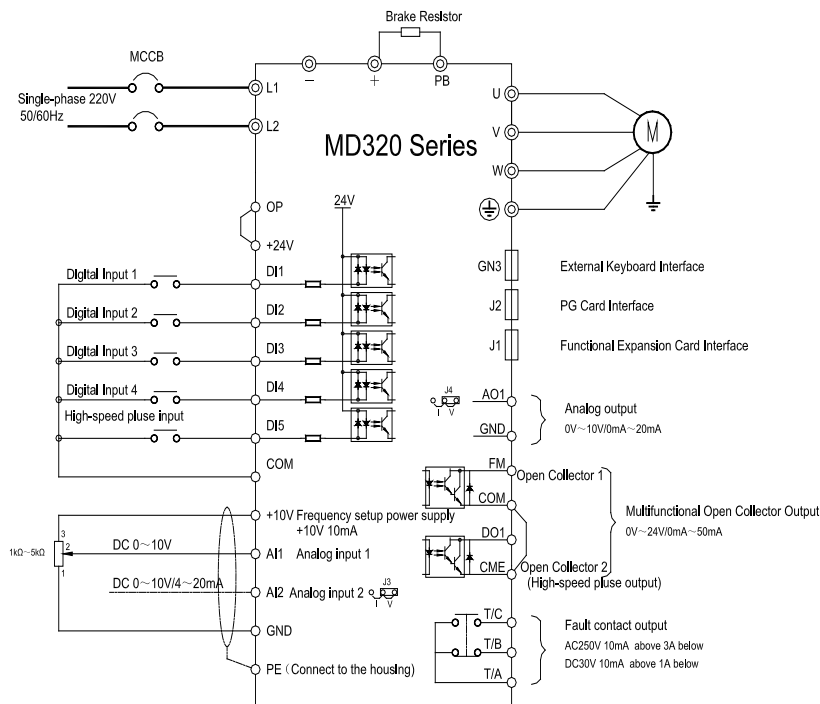 Brake Resistor
MCCB
L1
−
+
PB
Single-phase 220V
50/60Hz
L2
U
V
W
M
MD320 Series
OP
24V
+24V
GN3 External Keyboard Interface
J2 PG Card Interface
J1 Functional Expansion Card Interface
DIgItal Input 1
DI1
Digital Input 2
DI2
DIgItal Input 3
DI3
Digital Input 4
DI4
High-speed pluse input
DI5
COM
J4
I V
AO1
GND
Analog output
0V～10V/0mA～20mA
FM
Open Collector 1
COM
DO1
CME
Open Collector 2
(High-speed pluse output)
Multifunctional Open Collector Output
0V～24V/0mA～50mA
+10V Frequency setup power supply
+10V 10mA
3
2
1
1kΩ～5kΩ
DC 0～10V
AI1 Analog input 1
DC 0～10V/4～20mA
AI2 Analog input 2
J3
I V
GND
PE（Connect to the housing)
T/C
T/B
T/A
Fault contact output
AC250V 10mA above 3A below
DC30V 10mA above 1A below